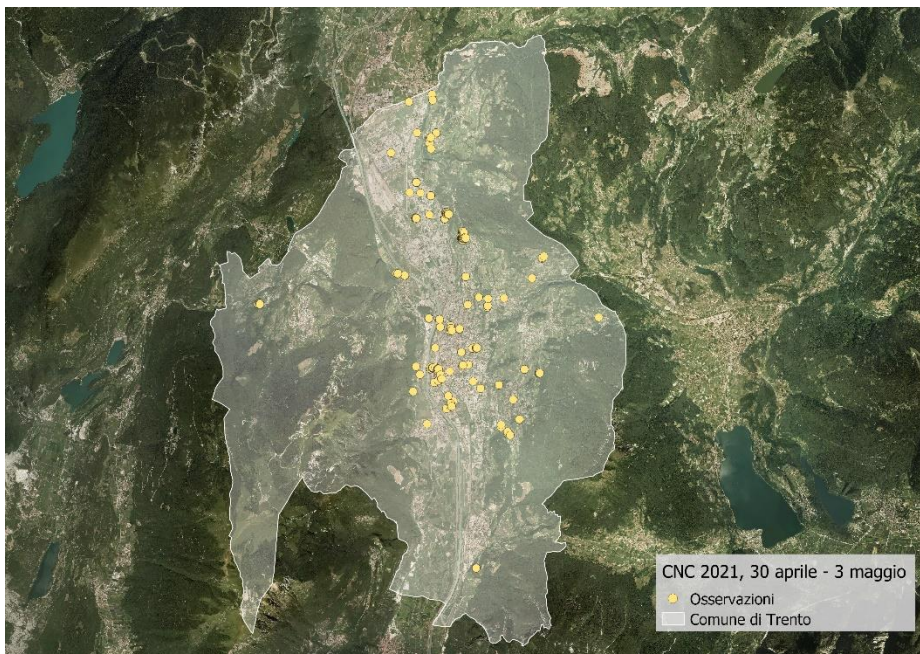 CNC 2021, 30 aprile - 3 maggio
Osservazioni
Comune di Trento